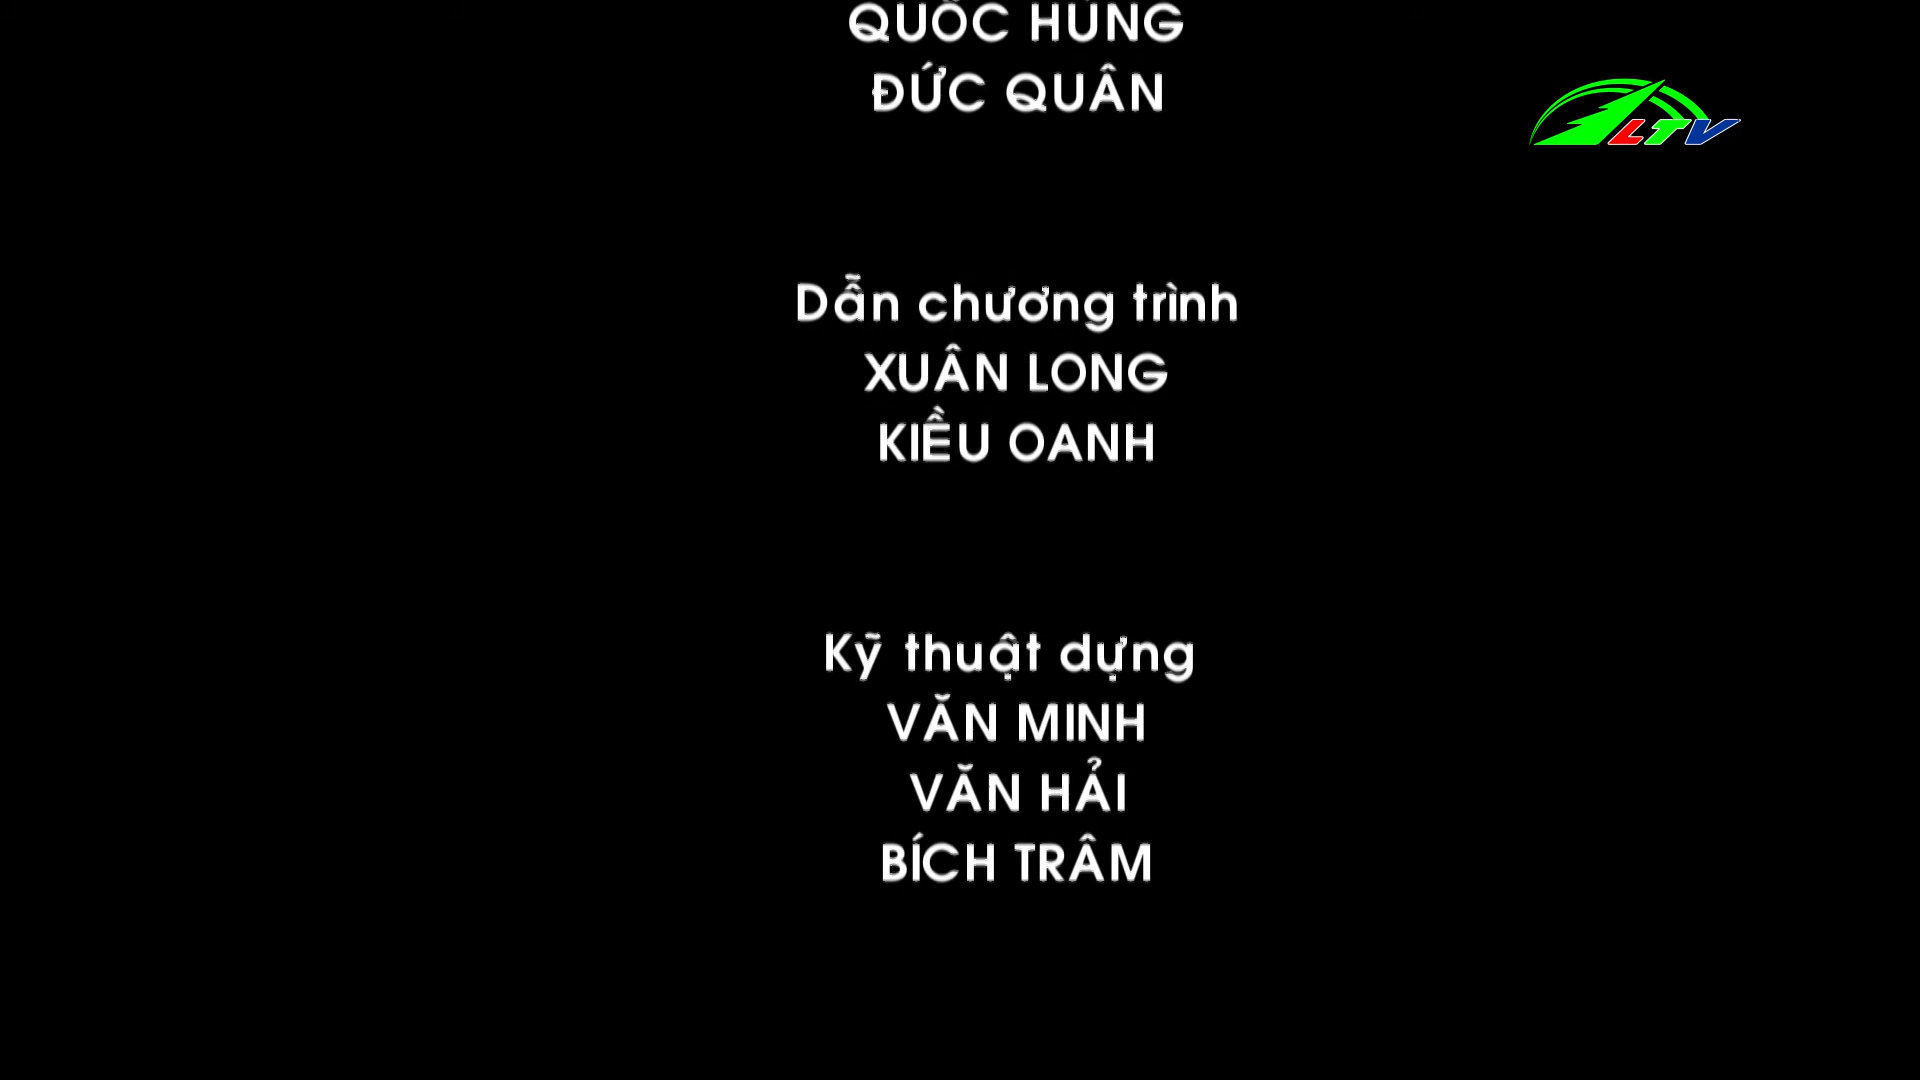 QUỐC HÙNG
ĐỨC QUÂN
LTV
Dẫn chương trình
XUÂN LONG
KIỀU OANH
Kỹ thuật dựng
VĂN MINH
VĂN HẢI
BÍCH TRÂM